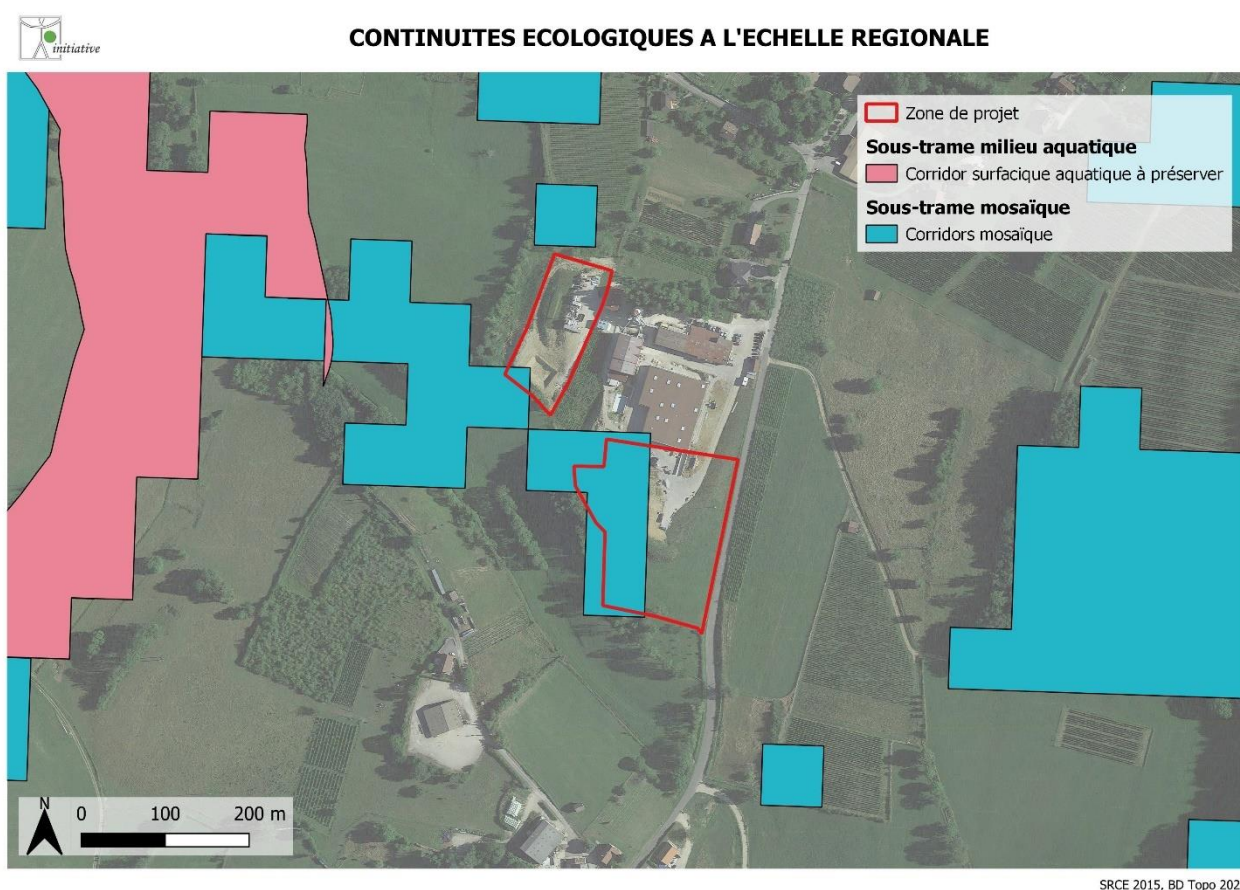 initiative
CONTINUITES ECOLOGIQUES A L'ECHELLE REGIONALE
Zone de projet
Sous-trame milieu aquatique
Corridor surfacique aquatique à préserver
Sous-trame mosaïque
Corridors mosaïque
N
0 100 200 m
SRCE 2015, BD Topo 202